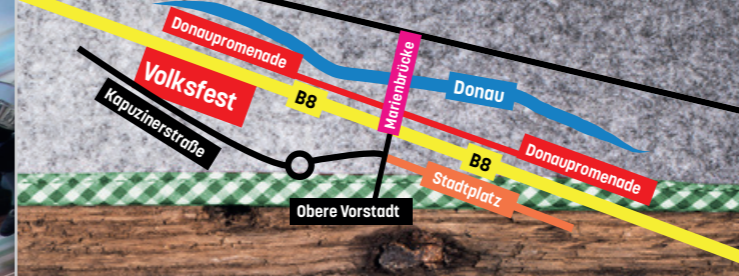 Donaupromenade
Marienbrücke
Volksfest
B8
Donau
Kapuzinerstraße
B8
Donaupromenade
Stadtplatz
Obere Vorstadt